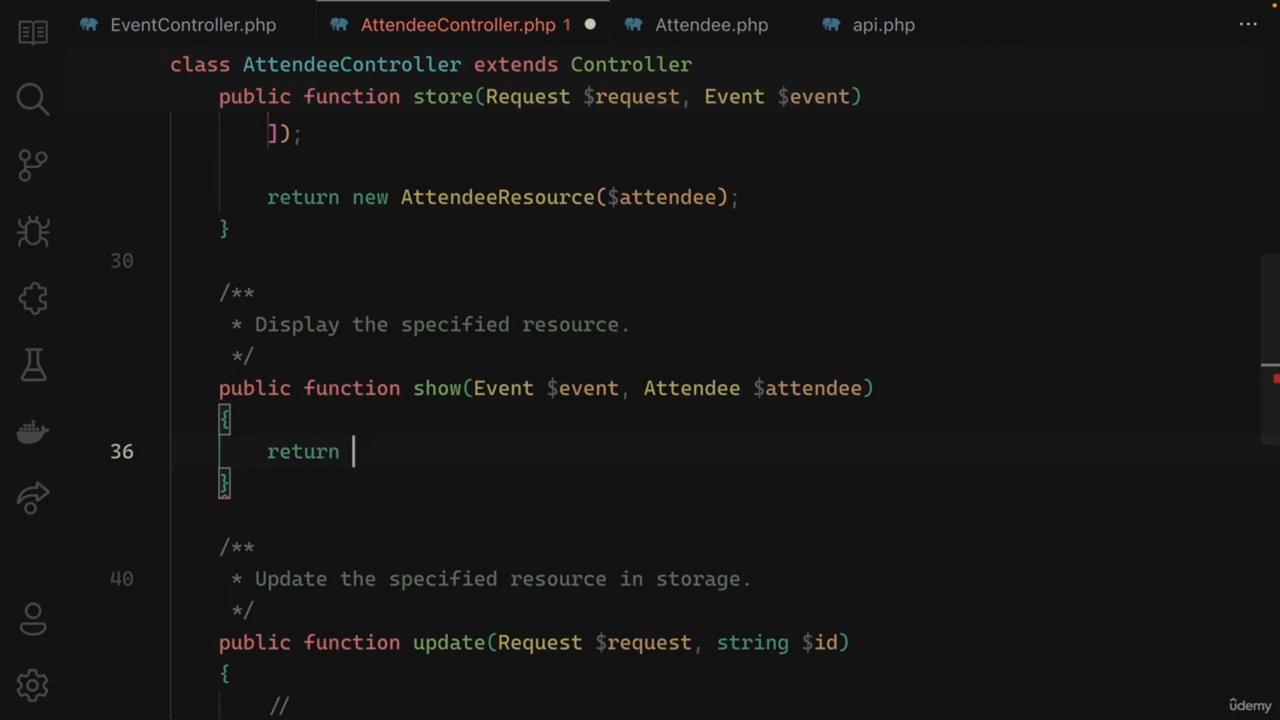 EventController.php AttendeeController.php 1 Attendee.php api.php ...
class AttendeeController extends Controller
public function store(Request $request, Event $event)
]);
return new AttendeeResource($attendee);
}
30
/**
* Display the specified resource.
*/
public function show(Event $event, Attendee $attendee)
{
36 return
}
/**
40 * Update the specified resource in storage.
*/
public function update(Request $request, string $id)
{
//
ûdemy